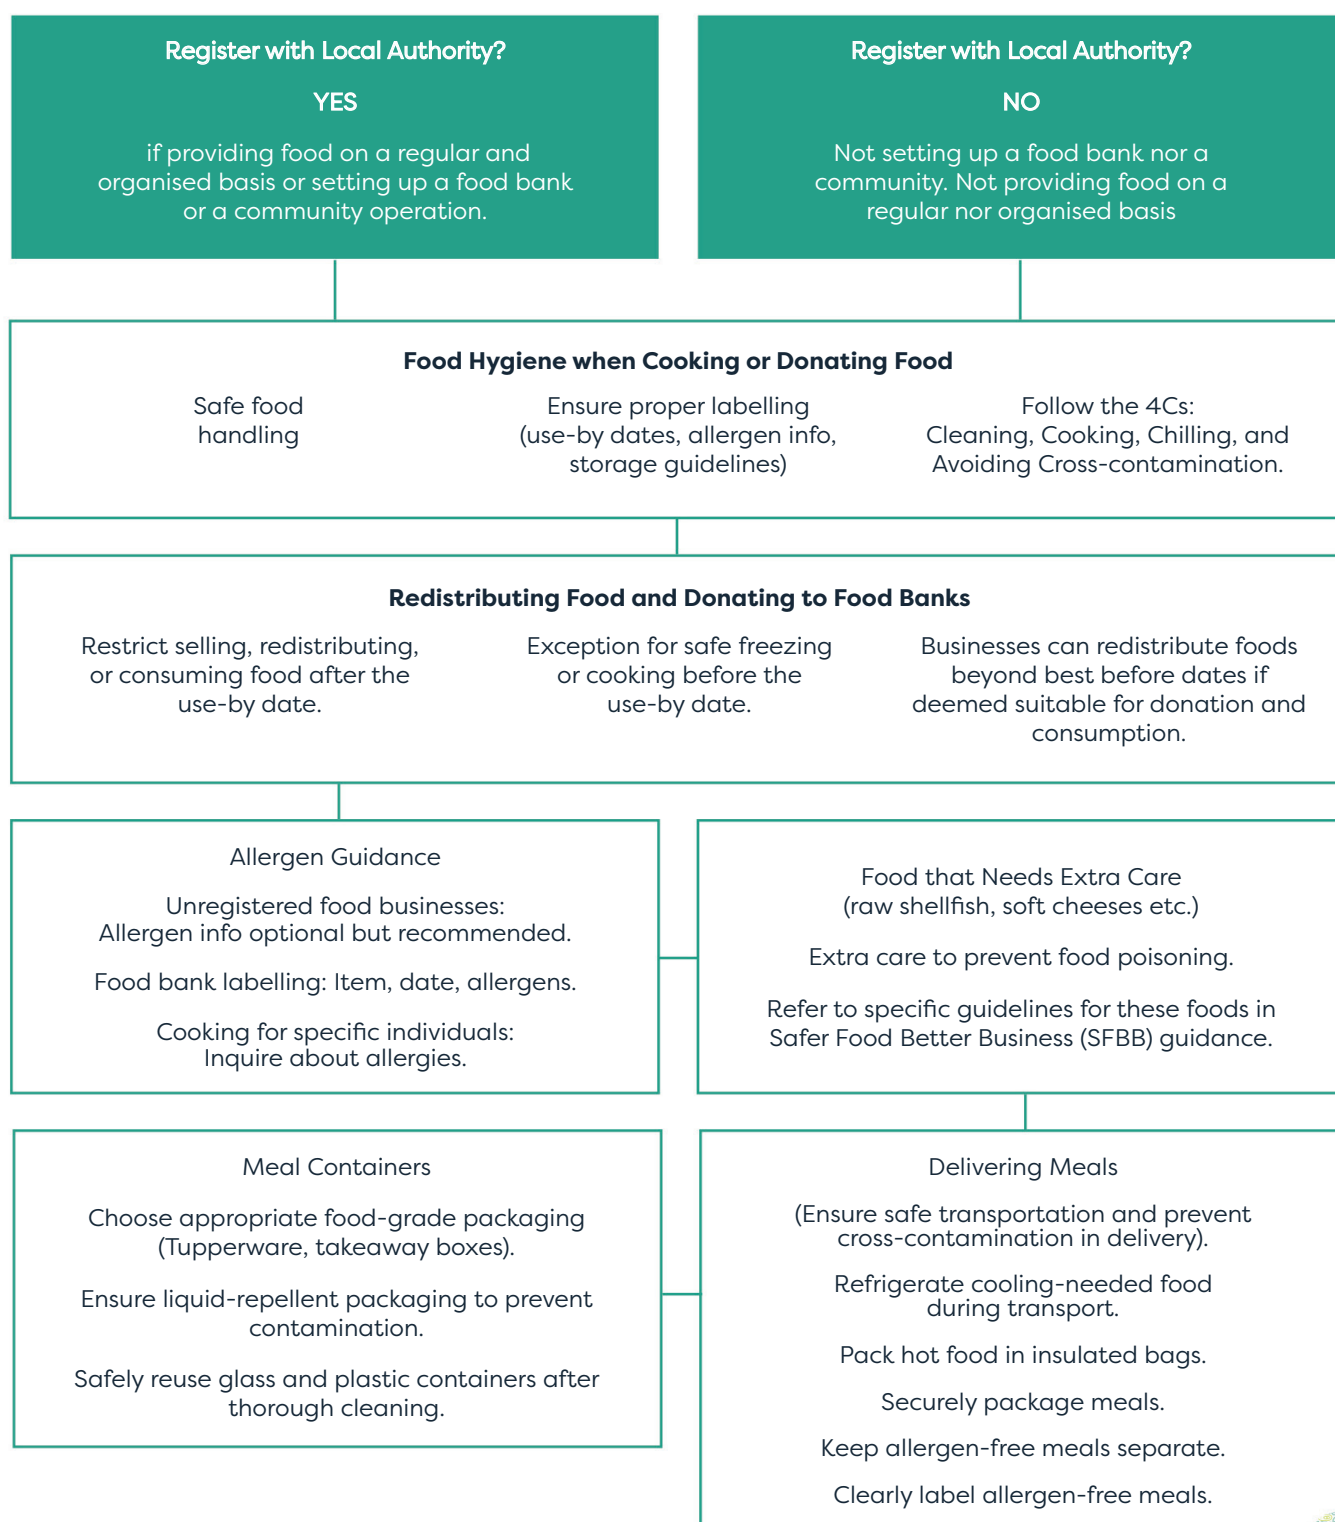 Register with Local Authority?
YES
if providing food on a regular and
organised basis or setting up a food bank
or a community operation.
Register with Local Authority?
NO
Not setting up a food bank nor a
community. Not providing food on a
regular nor organised basis
Food Hygiene when Cooking or Donating Food
Safe food
handling
Ensure proper labelling
(use-by dates, allergen info,
storage guidelines)
Follow the 4Cs:
Cleaning, Cooking, Chilling, and
Avoiding Cross-contamination.
Redistributing Food and Donating to Food Banks
Restrict selling, redistributing,
or consuming food after the
use-by date.
Exception for safe freezing
or cooking before the
use-by date.
Businesses can redistribute foods
beyond best before dates if
deemed suitable for donation and
consumption.
Allergen Guidance
Unregistered food businesses:
Allergen info optional but recommended.
Food bank labelling: Item, date, allergens.
Cooking for specific individuals:
Inquire about allergies.
Food that Needs Extra Care
(raw shellfish, soft cheeses etc.)
Extra care to prevent food poisoning.
Refer to specific guidelines for these foods in
Safer Food Better Business (SFBB) guidance.
Meal Containers
Choose appropriate food-grade packaging
(Tupperware, takeaway boxes).
Ensure liquid-repellent packaging to prevent
contamination.
Safely reuse glass and plastic containers after
thorough cleaning.
Delivering Meals
(Ensure safe transportation and prevent
cross-contamination in delivery).
Refrigerate cooling-needed food
during transport.
Pack hot food in insulated bags.
Securely package meals.
Keep allergen-free meals separate.
Clearly label allergen-free meals.